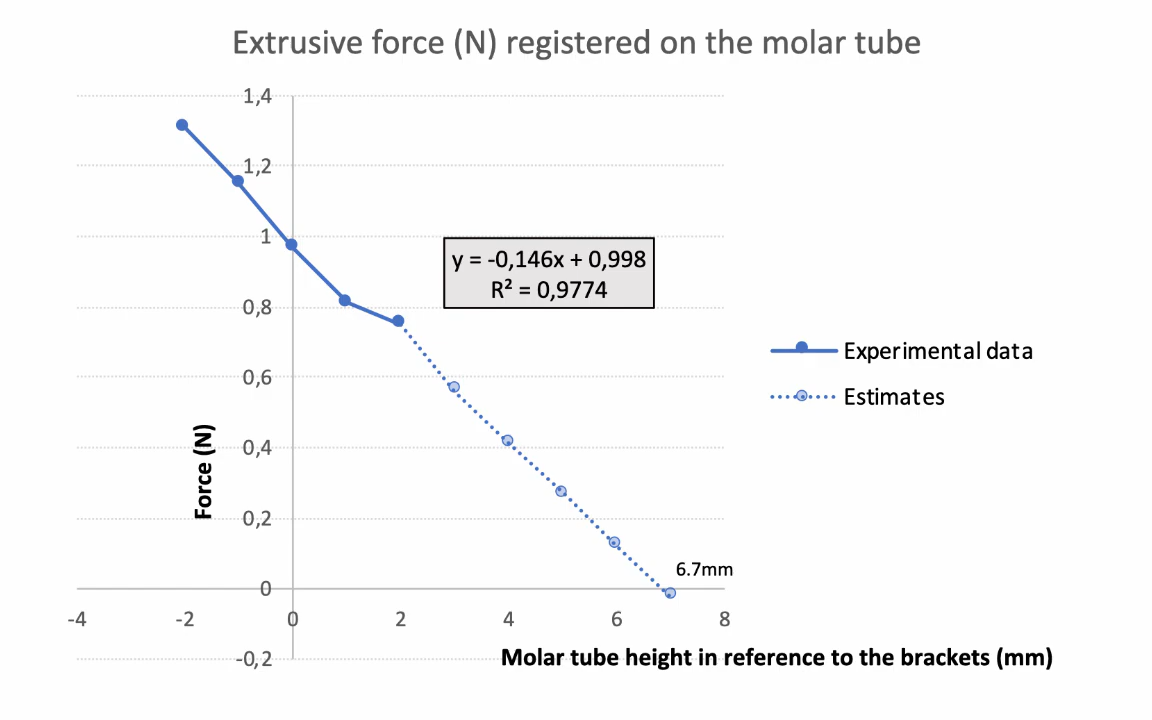 Extrusive force (N) registered on the molar tube
1,4
1,2
1
0,8
0,6
0,4
0,2
0
-0,2
-4
-2
0
2
4
6
8
y = -0,146x + 0,998
R² = 0,9774
6.7mm
Force (N)
Molar tube height in reference to the brackets (mm)
Experimental data
Estimates